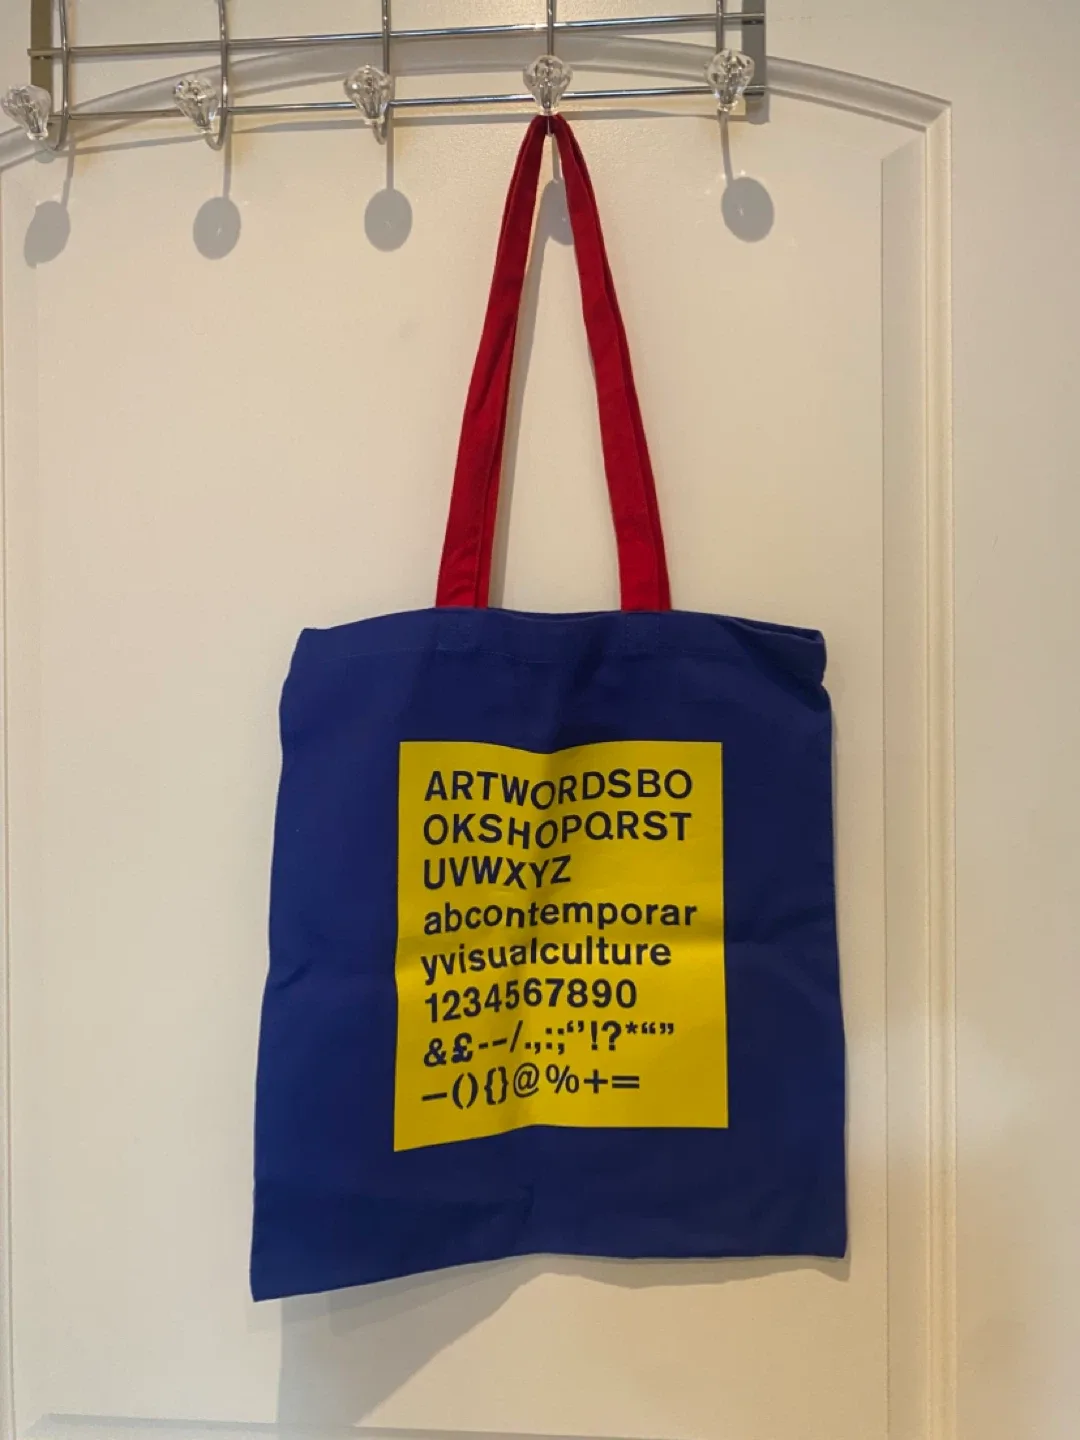 ARTWORDSBO
OKSHOPQRST
UVWXYZ
abcontemporar
yvisualculture
1234567890
&£--/.,:;‘’!?*“”
–(){}@%+=